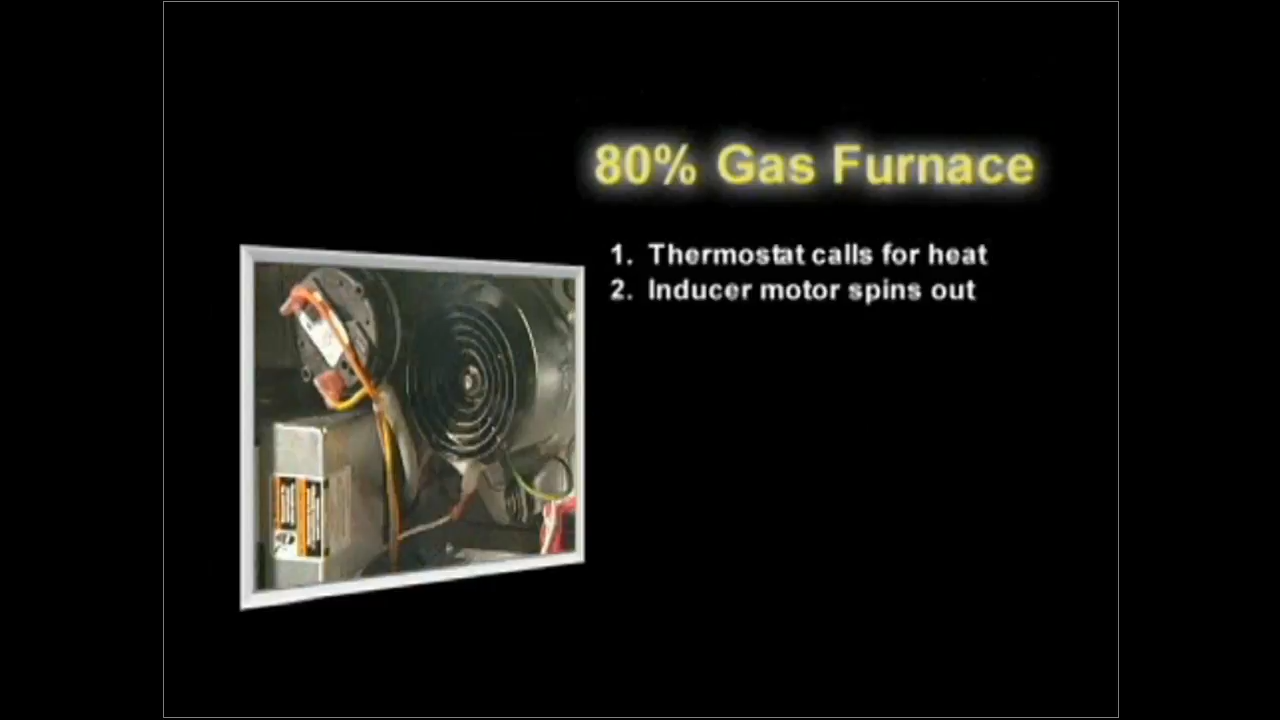 80% Gas Furnace
1. Thermostat calls for heat
2. Inducer motor spins out